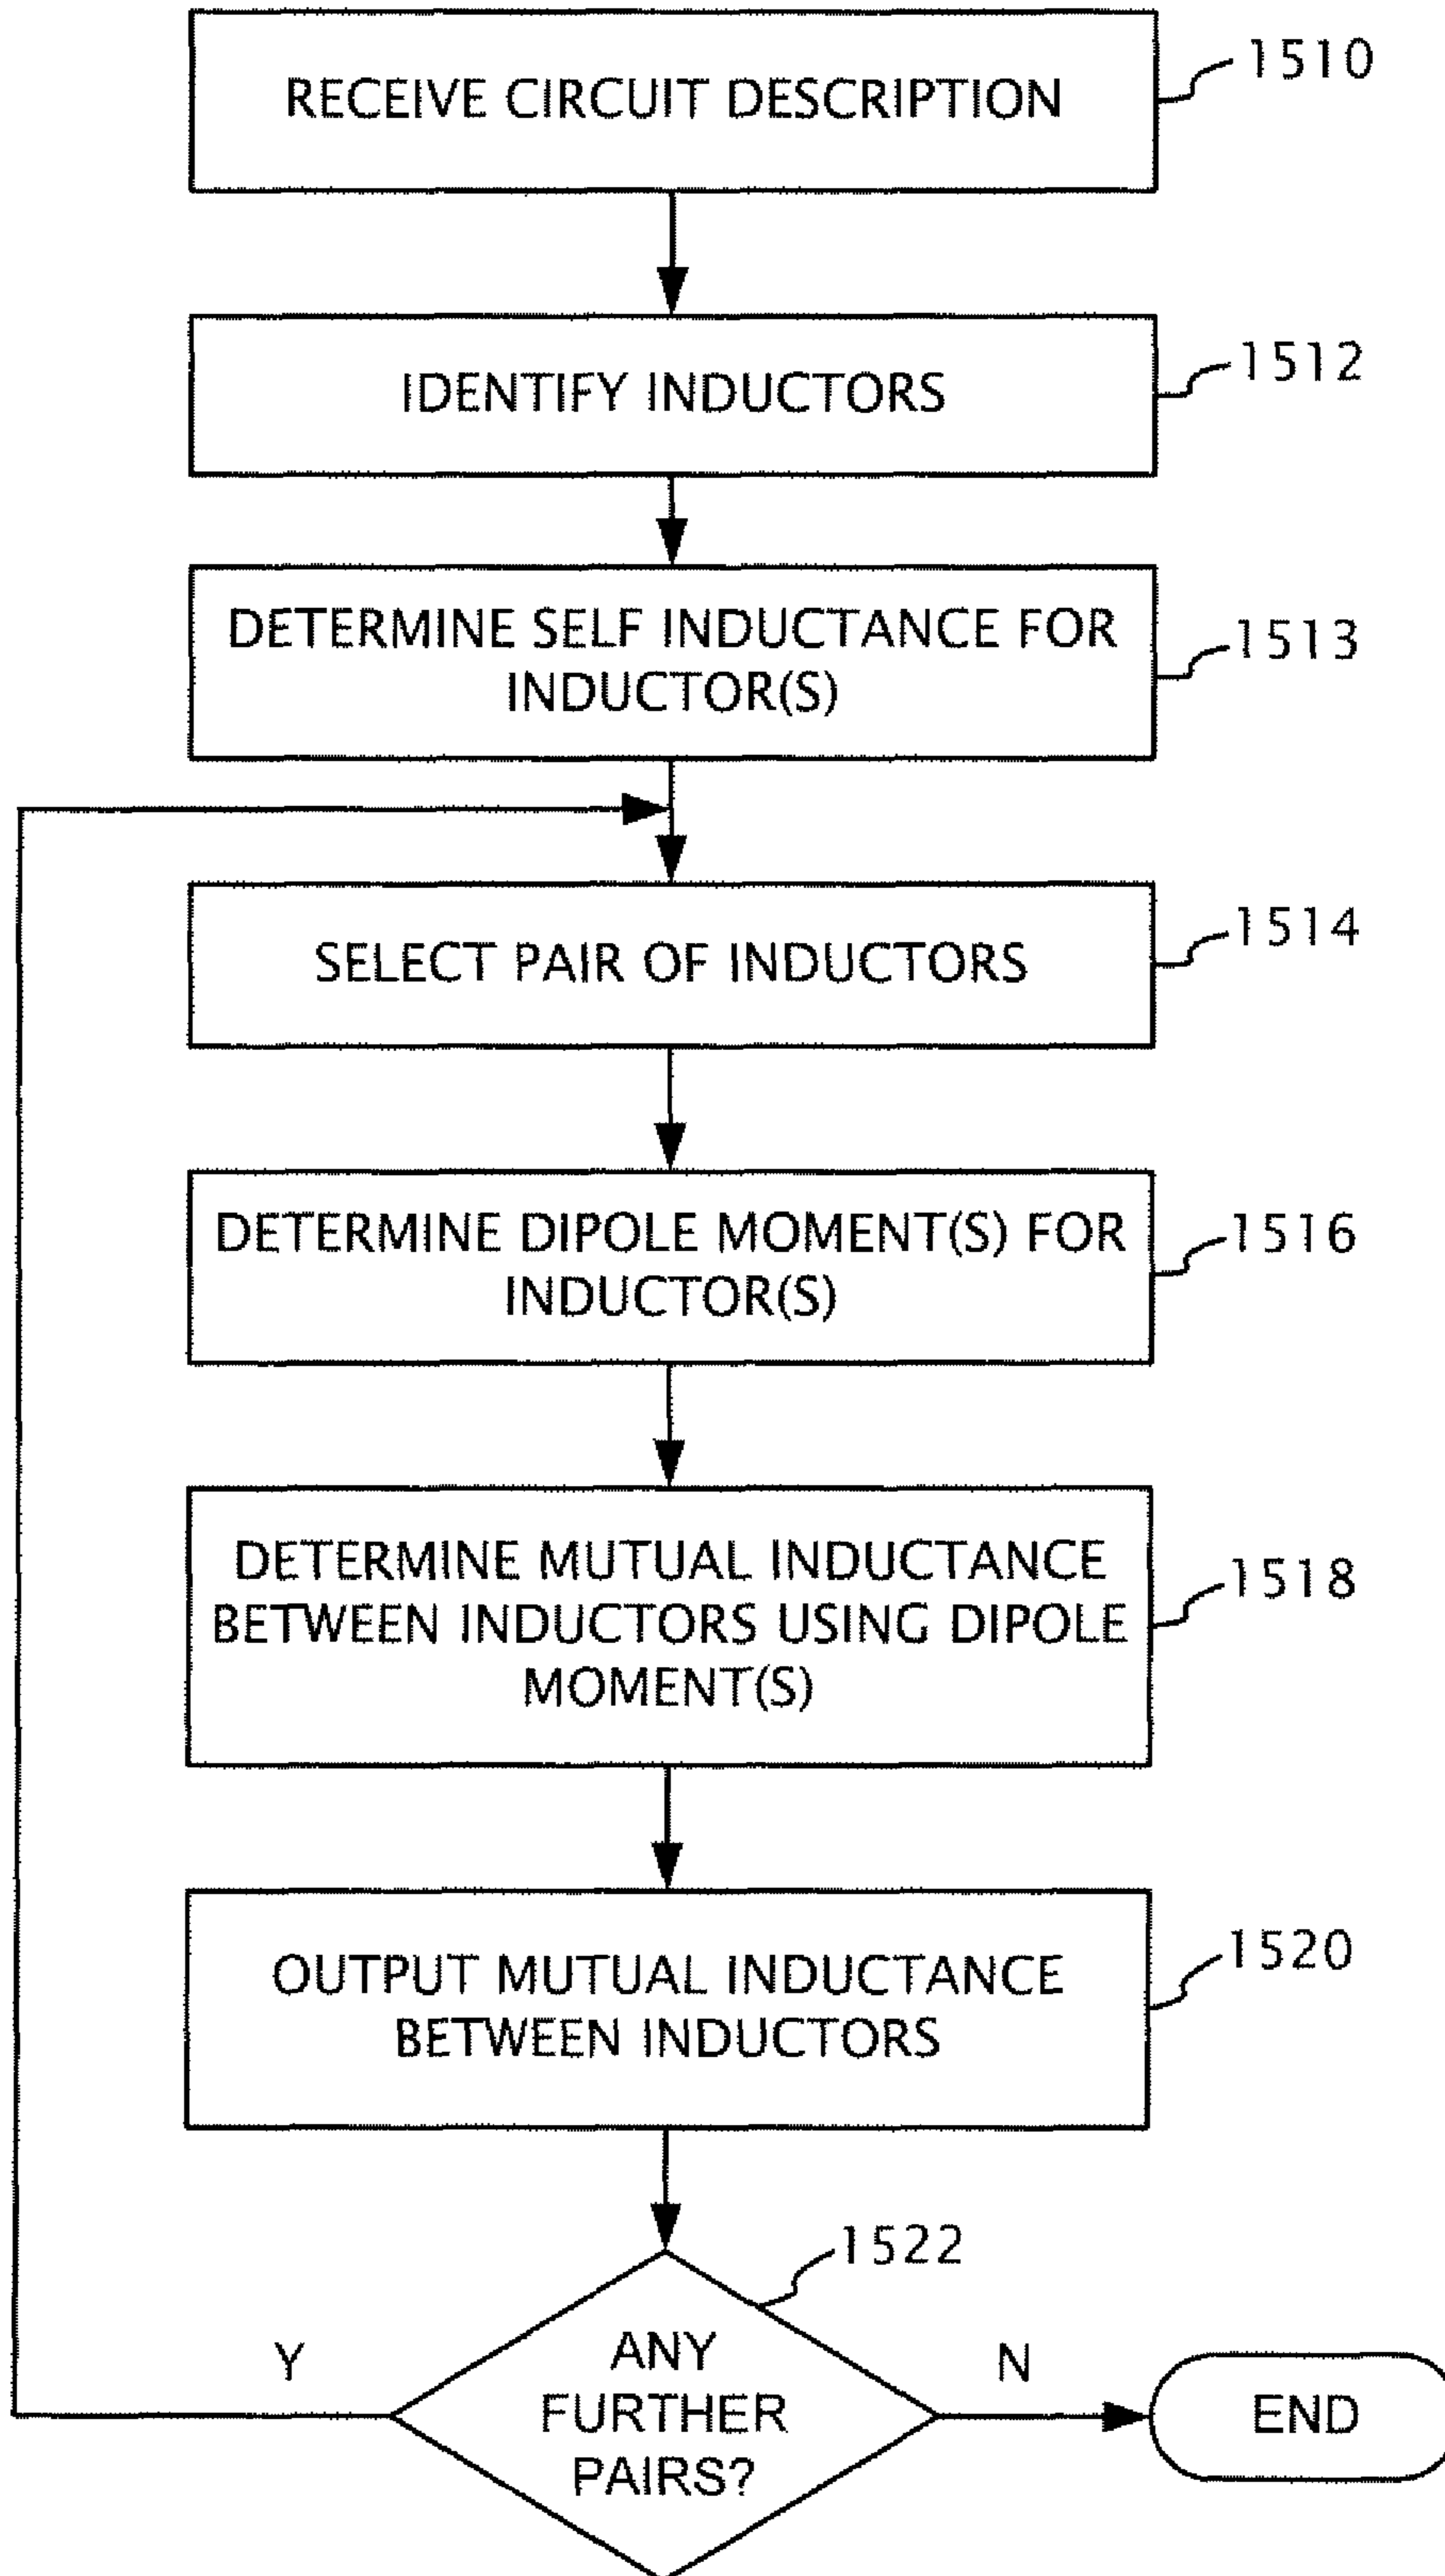 RECEIVE CIRCUIT DESCRIPTION
1510
IDENTIFY INDUCTORS
1512
DETERMINE SELF INDUCTANCE FOR
INDUCTOR(S)
1513
SELECT PAIR OF INDUCTORS
1514
DETERMINE DIPOLE MOMENT(S) FOR
INDUCTOR(S)
1516
DETERMINE MUTUAL INDUCTANCE
BETWEEN INDUCTORS USING DIPOLE
MOMENT(S)
1518
OUTPUT MUTUAL INDUCTANCE
BETWEEN INDUCTORS
1520
1522
Y
ANY
FURTHER
PAIRS?
N
END